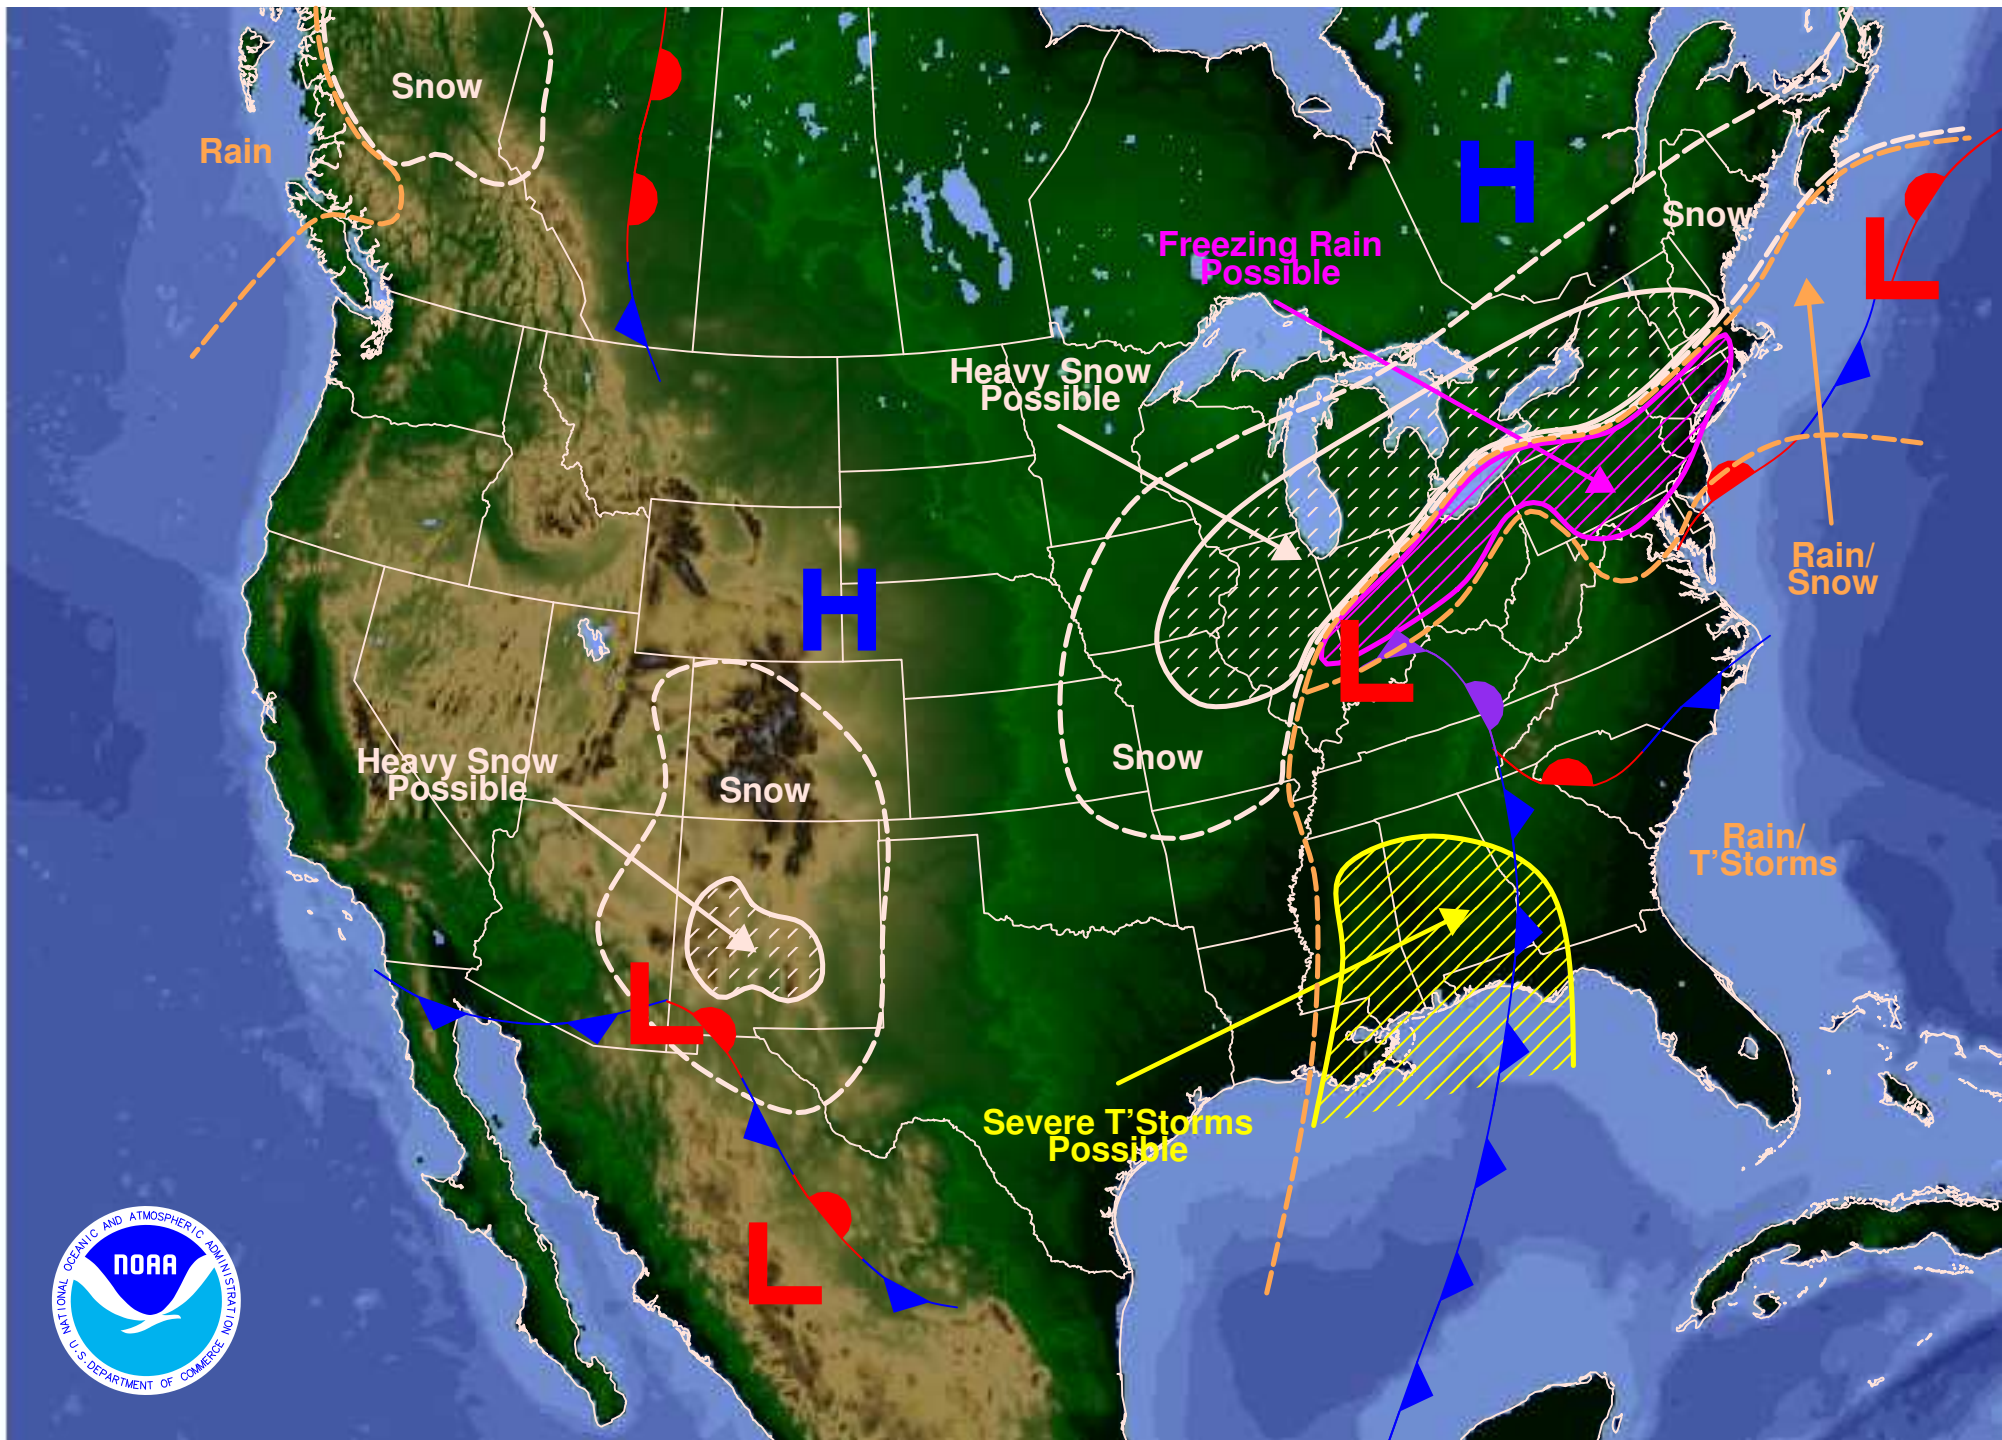 Snow
Rain
H
Snow
Freezing Rain
Possible
L
Heavy Snow
Possible
Rain/
Snow
H
L
Heavy Snow
Possible
Snow
Snow
Rain/
T'Storms
L
Severe T'Storms
Possible
L
NATIONAL OCEANIC AND ATMOSPHERIC ADMINISTRATION
NOAA
U.S. DEPARTMENT OF COMMERCE